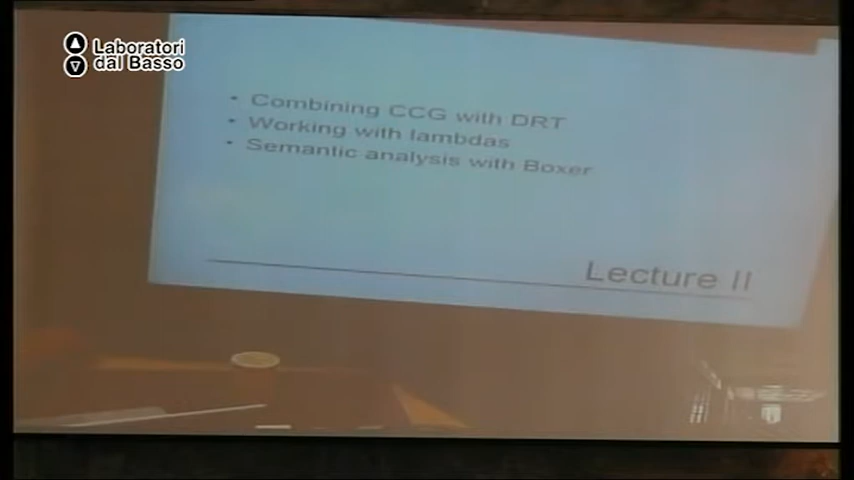 Laboratori
dal Basso
• Combining CCG with DRT
• Working with lambdas
• Semantic analysis with Boxer
Lecture II